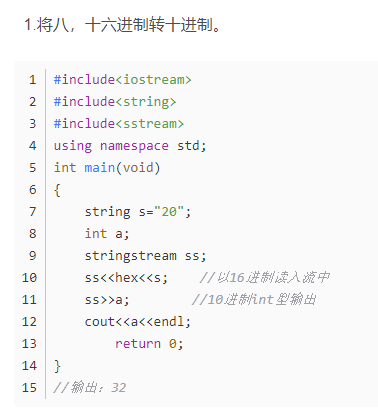 1.将八，十六进制转十进制。
1 #include<iostream>
2 #include<string>
3 #include<sstream>
4 using namespace std;
5 int main(void)
6 {
7     string s="20";
8     int a;
9     stringstream ss;
10     ss<<hex<<s;    //以16进制读入流中
11     ss>>a;        //10进制int型输出
12     cout<<a<<endl;
13         return 0;
14 }
15 //输出：32